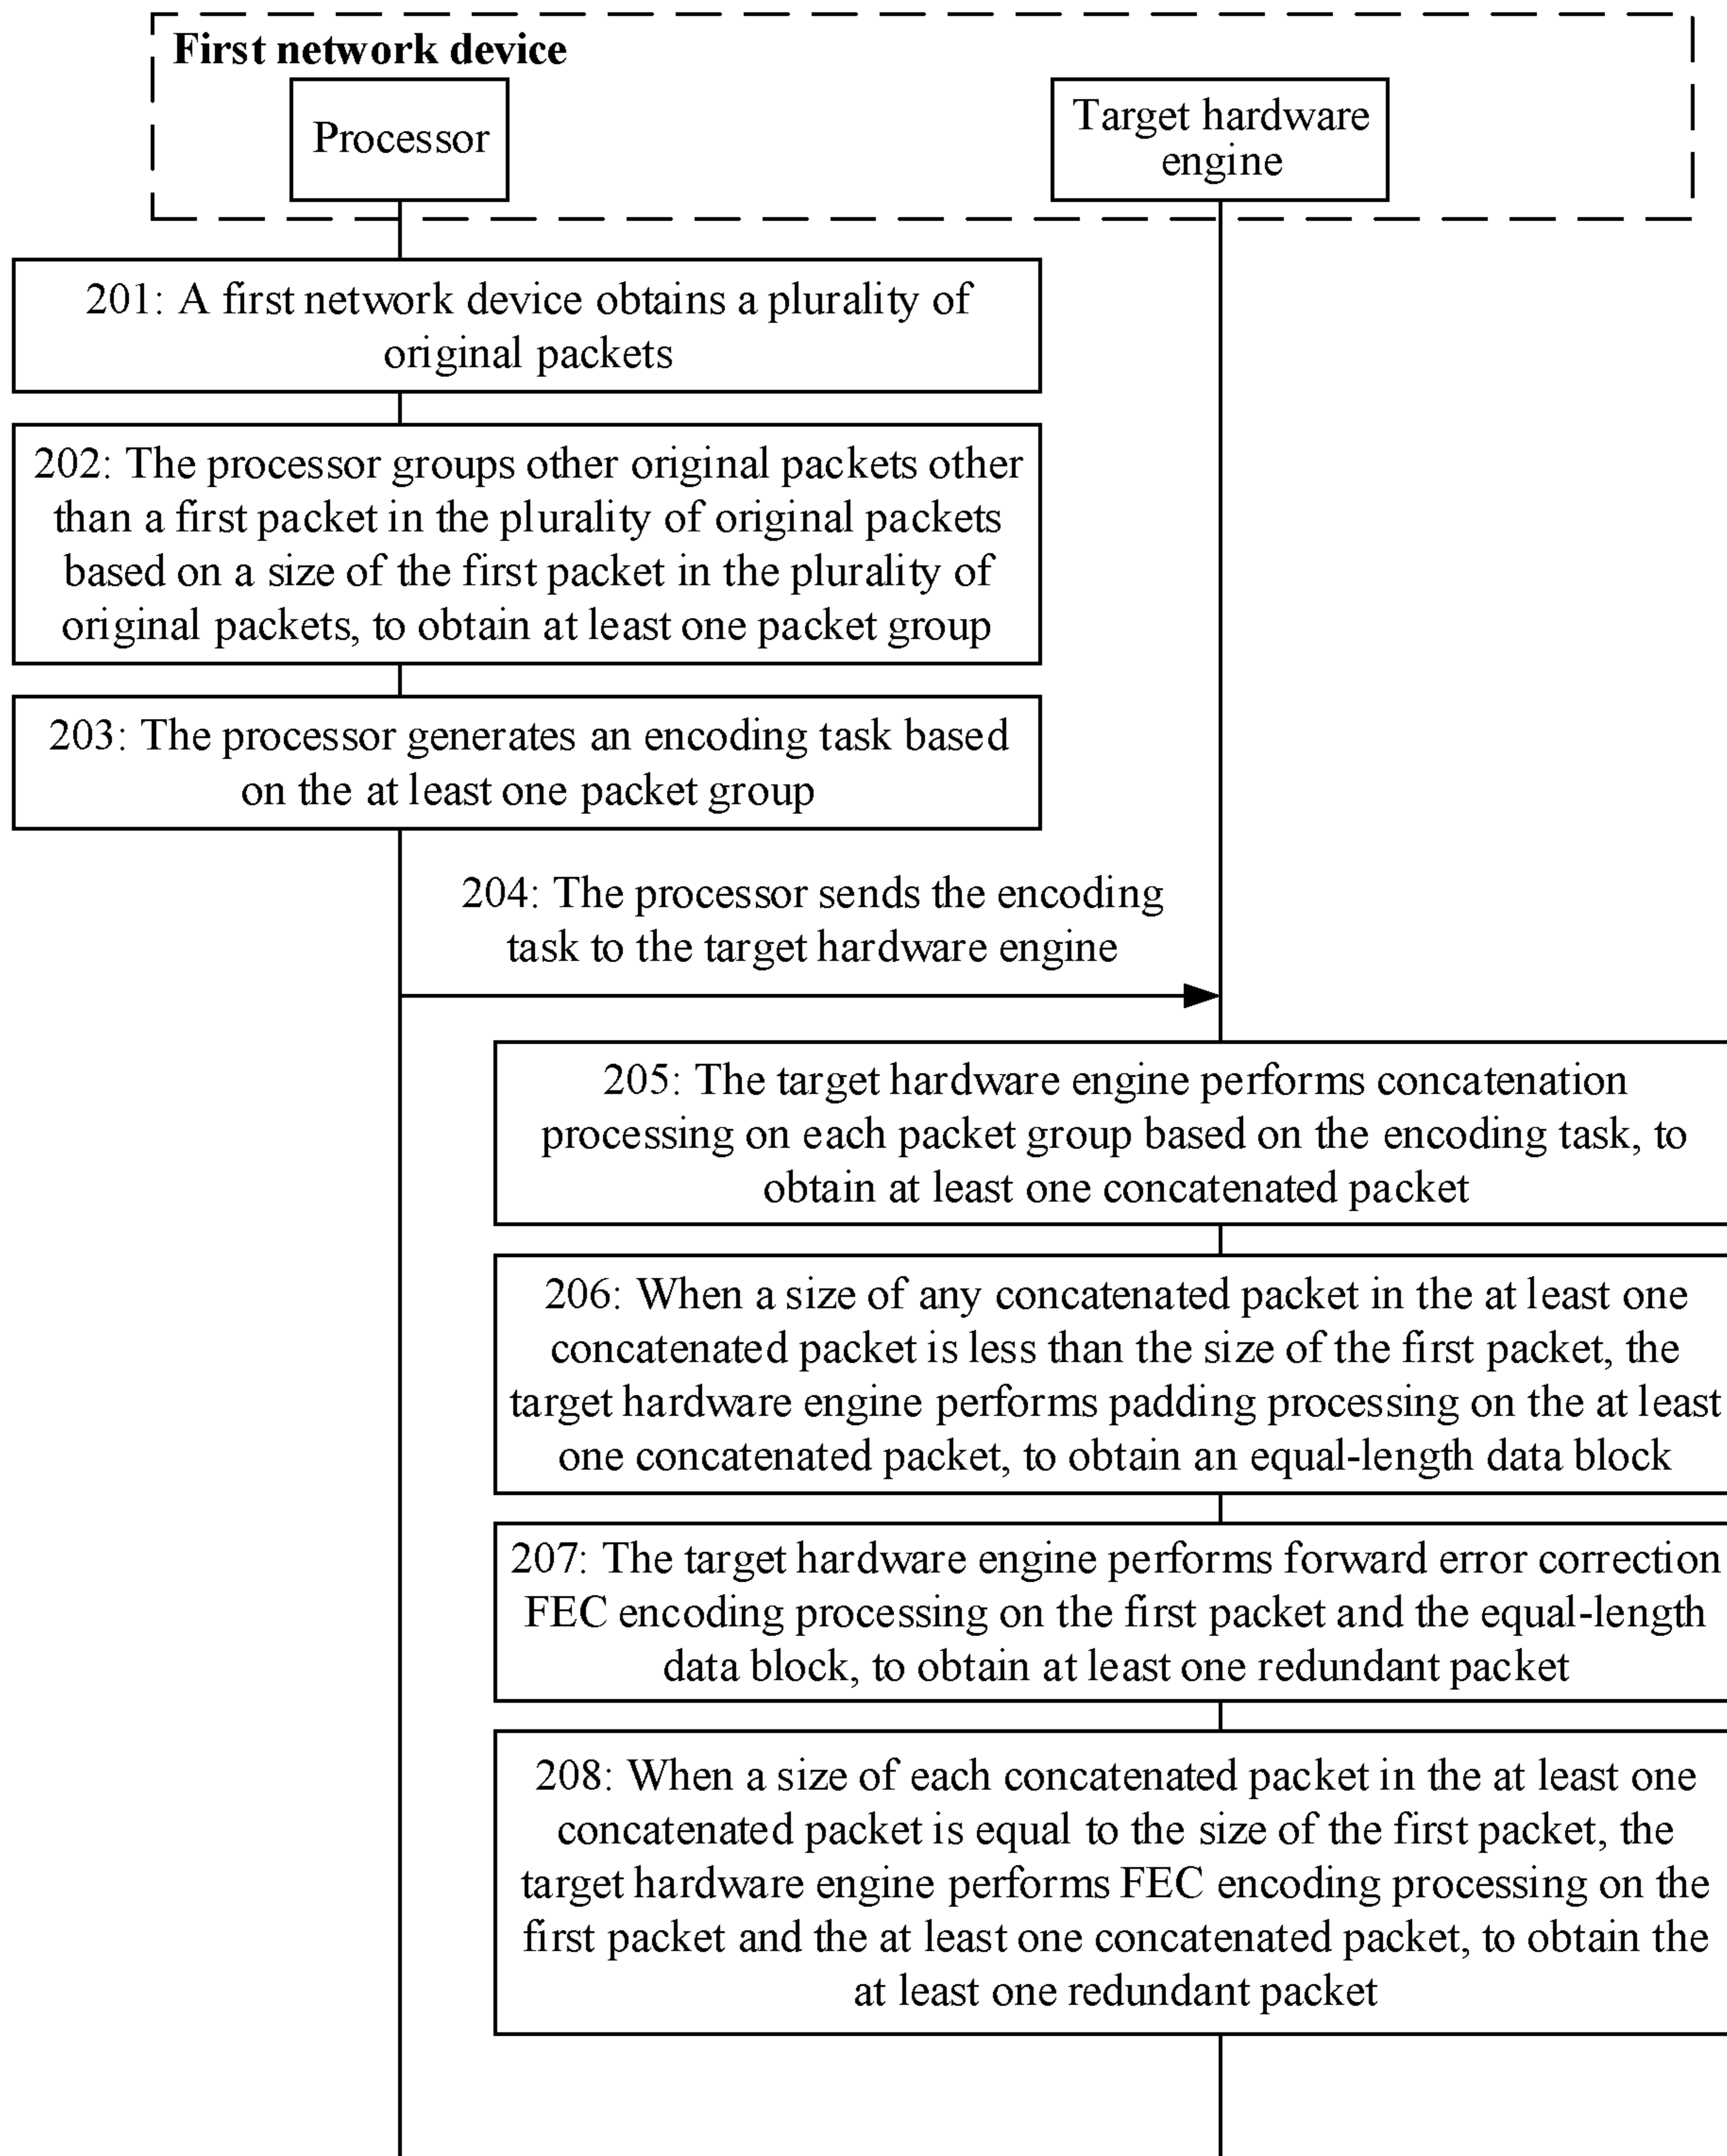 First network device
Processor
Target hardware
engine
201: A first network device obtains a plurality of
original packets
202: The processor groups other original packets other
than a first packet in the plurality of original packets
based on a size of the first packet in the plurality of
original packets, to obtain at least one packet group
203: The processor generates an encoding task based
on the at least one packet group
204: The processor sends the encoding
task to the target hardware engine
205: The target hardware engine performs concatenation
processing on each packet group based on the encoding task, to
obtain at least one concatenated packet
206: When a size of any concatenated packet in the at least one
concatenated packet is less than the size of the first packet, the
target hardware engine performs padding processing on the at least
one concatenated packet, to obtain an equal-length data block
207: The target hardware engine performs forward error correction
FEC encoding processing on the first packet and the equal-length
data block, to obtain at least one redundant packet
208: When a size of each concatenated packet in the at least one
concatenated packet is equal to the size of the first packet, the
target hardware engine performs FEC encoding processing on the
first packet and the at least one concatenated packet, to obtain the
at least one redundant packet